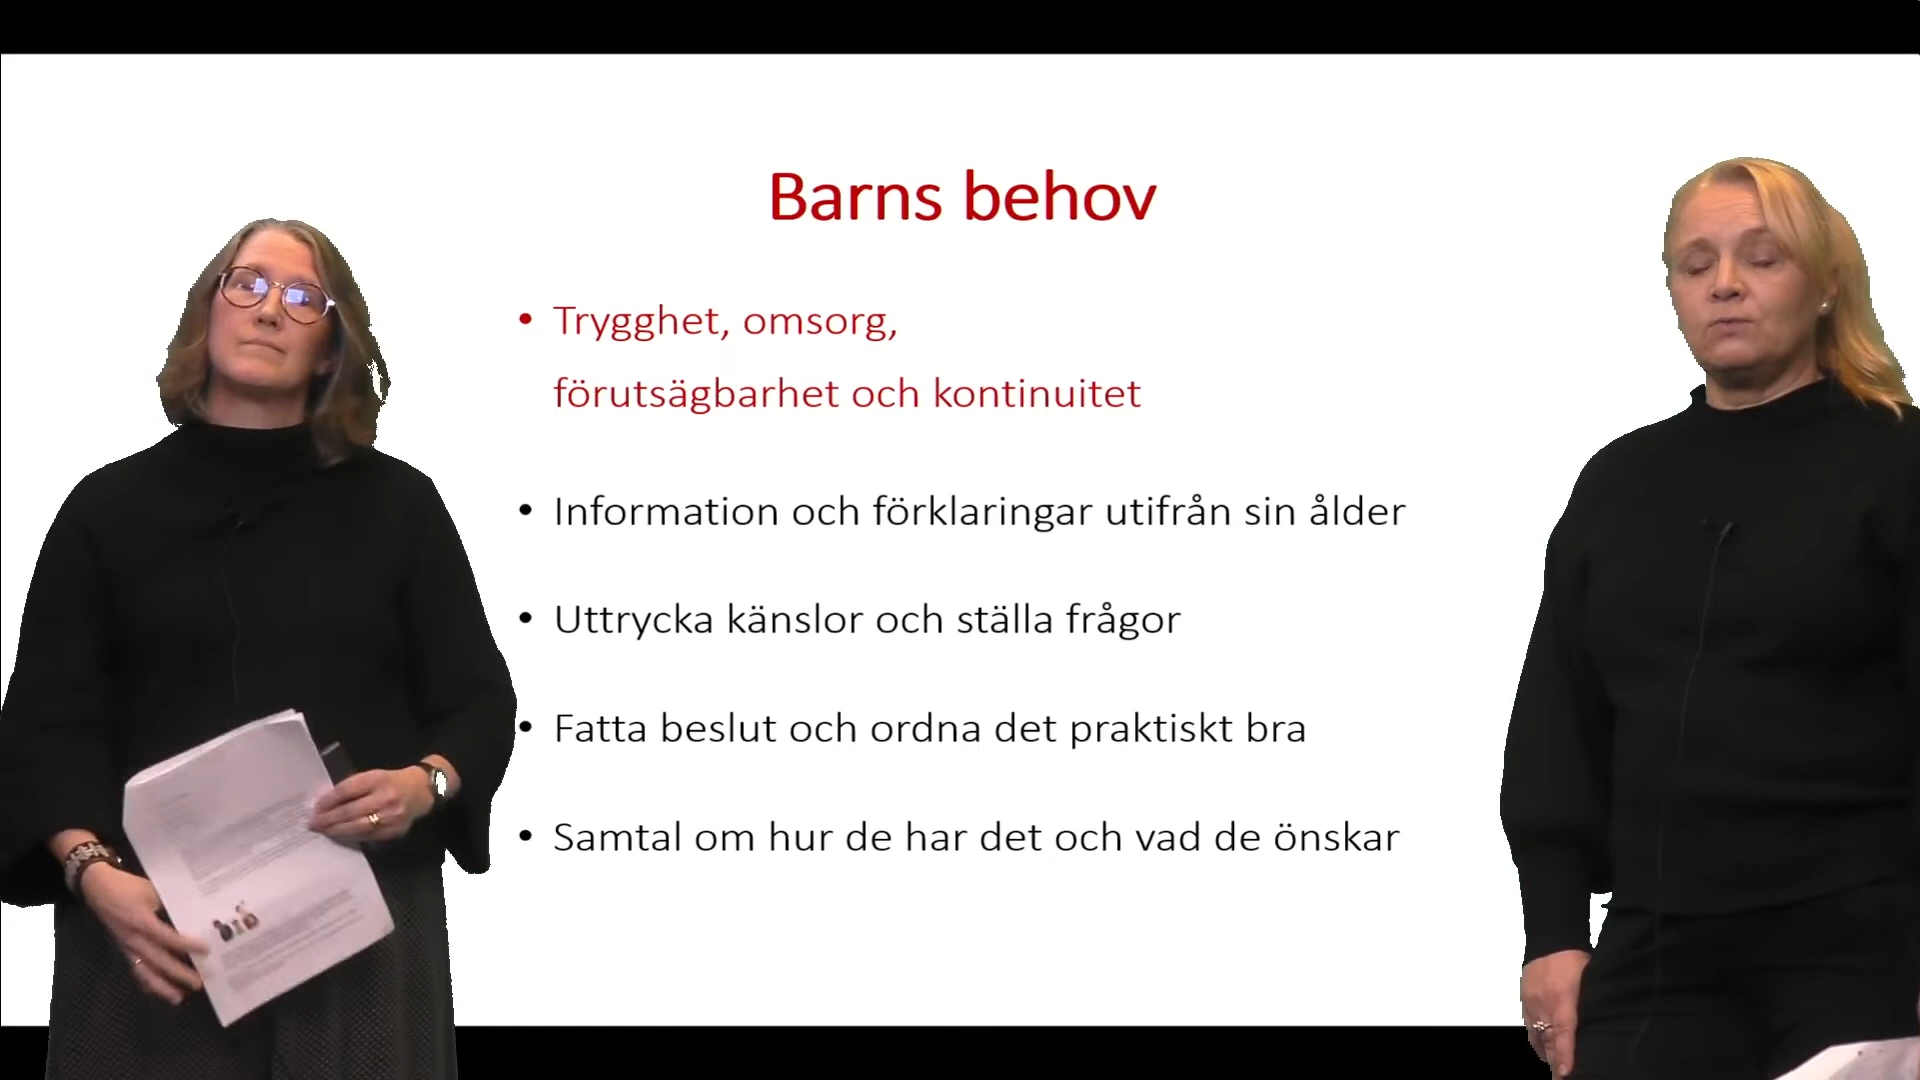 Barns behov
• Trygghet, omsorg,
förutsägbarhet och kontinuitet
• Information och förklaringar utifrån sin ålder
• Uttrycka känslor och ställa frågor
• Fatta beslut och ordna det praktiskt bra
• Samtal om hur de har det och vad de önskar